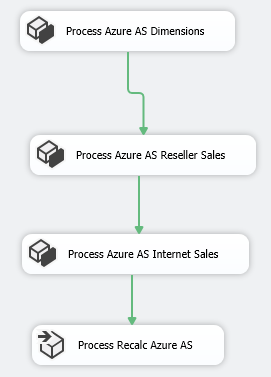 Process Azure AS Dimensions
Process Azure AS Reseller Sales
Process Azure AS Internet Sales
Process Recalc Azure AS